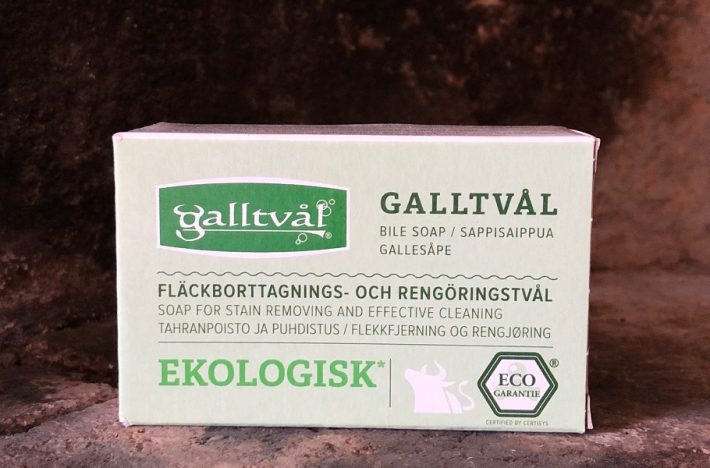 galltvål®
GALLTVÅL
BILE SOAP / SAPPISAIPPUA
GALLESÅPE
FLÄCKBORTTAGNINGS- OCH RENGÖRINGSTVÅL
SOAP FOR STAIN REMOVING AND EFFECTIVE CLEANING
TAHRANPOISTO JA PUHDISTUS / FLEKKFJERNING OG RENGJØRING
EKOLOGISK*
ECO
GARANTIE
®
CERTIFIED BY CERTISYS